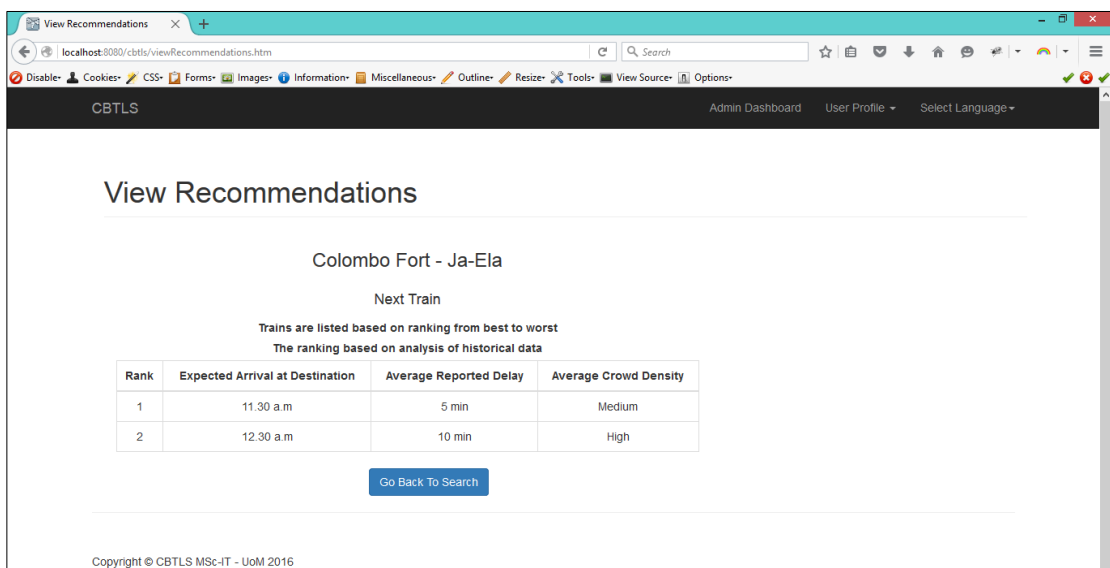 View Recommendations
localhost:8080/cbtls/viewRecommendations.htm
Search
Disable Cookies CSS Forms Images Information Miscellaneous Outline Resize Tools View Source Options
CBTLS Admin Dashboard User Profile Select Language
View Recommendations
Colombo Fort - Ja-Ela
Next Train
Trains are listed based on ranking from best to worst
The ranking based on analysis of historical data
Rank Expected Arrival at Destination Average Reported Delay Average Crowd Density
1 11.30 a.m 5 min Medium
2 12.30 a.m 10 min High
Go Back To Search
Copyright © CBTLS MSc-IT - UoM 2016